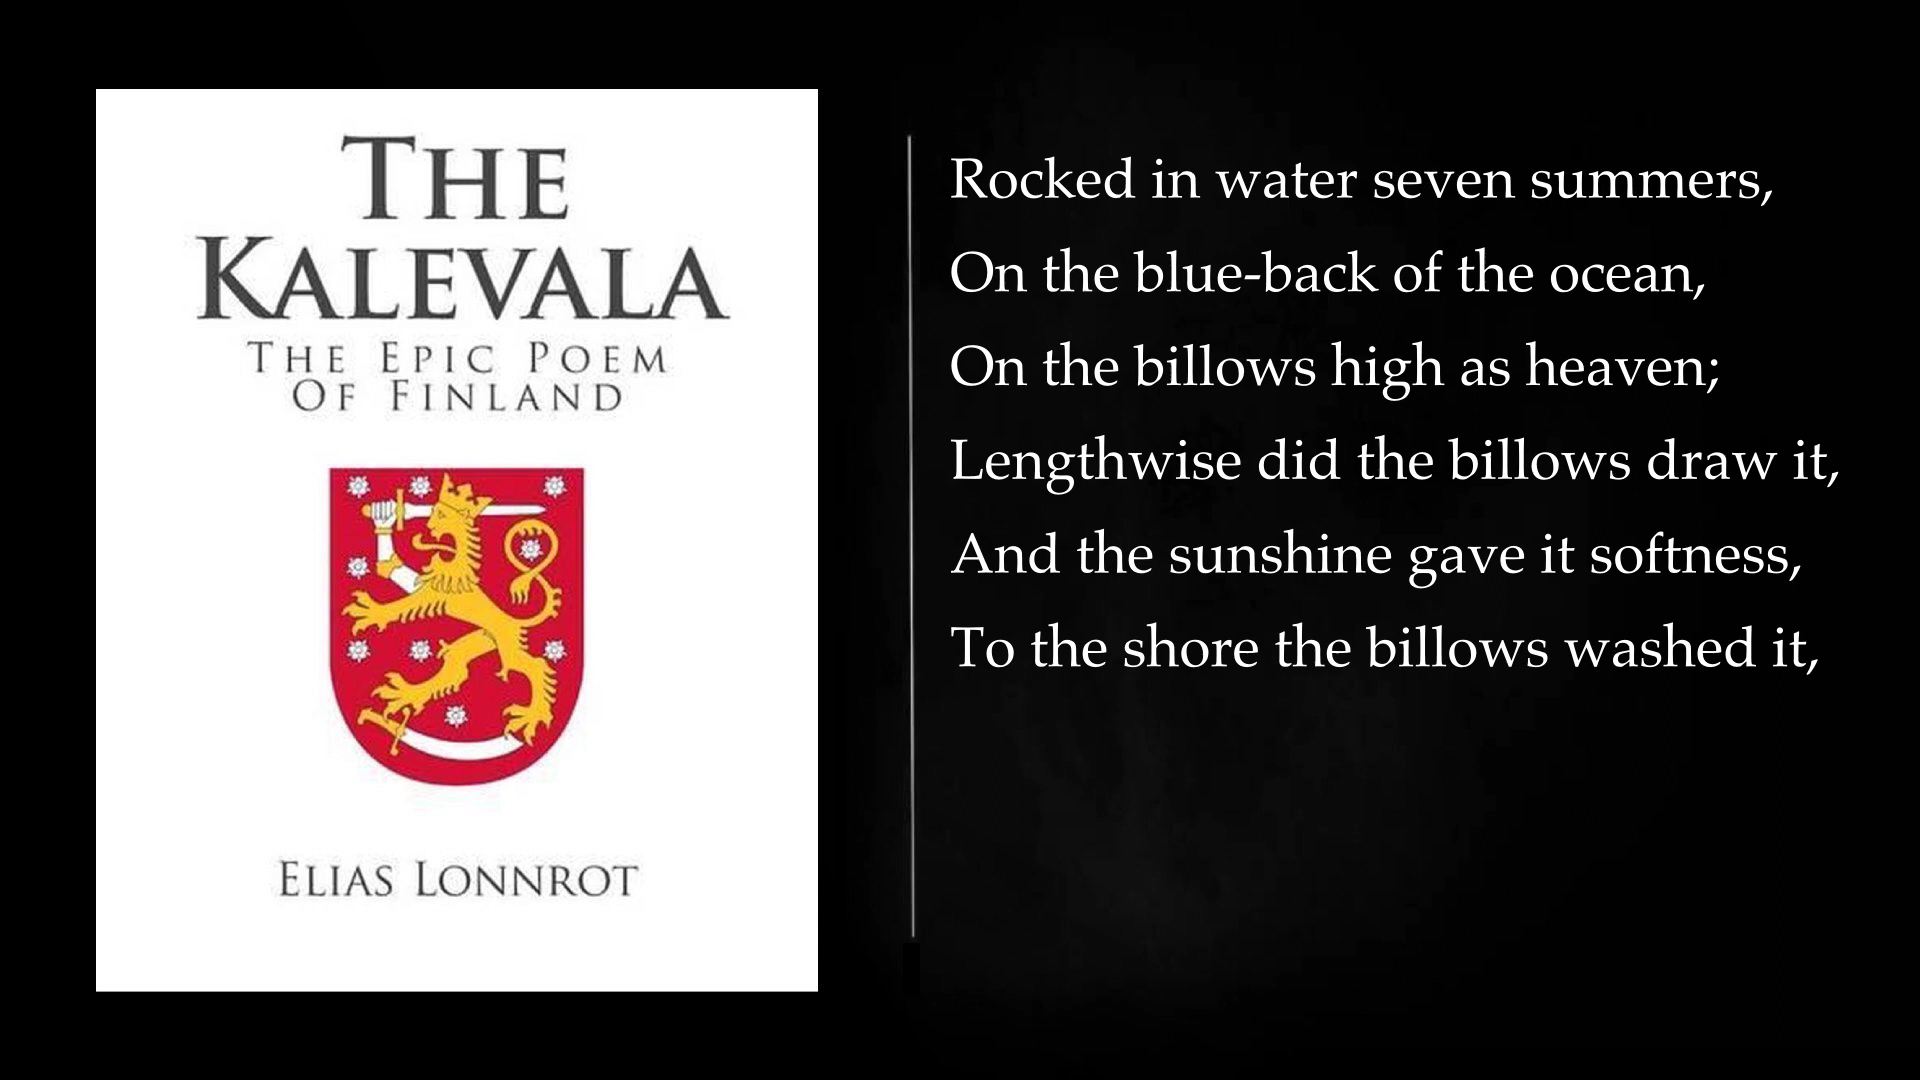 THE
KALEVALA
THE EPIC POEM
OF FINLAND
ELIAS LONNROT
Rocked in water seven summers,
On the blue-back of the ocean,
On the billows high as heaven;
Lengthwise did the billows draw it,
And the sunshine gave it softness,
To the shore the billows washed it,